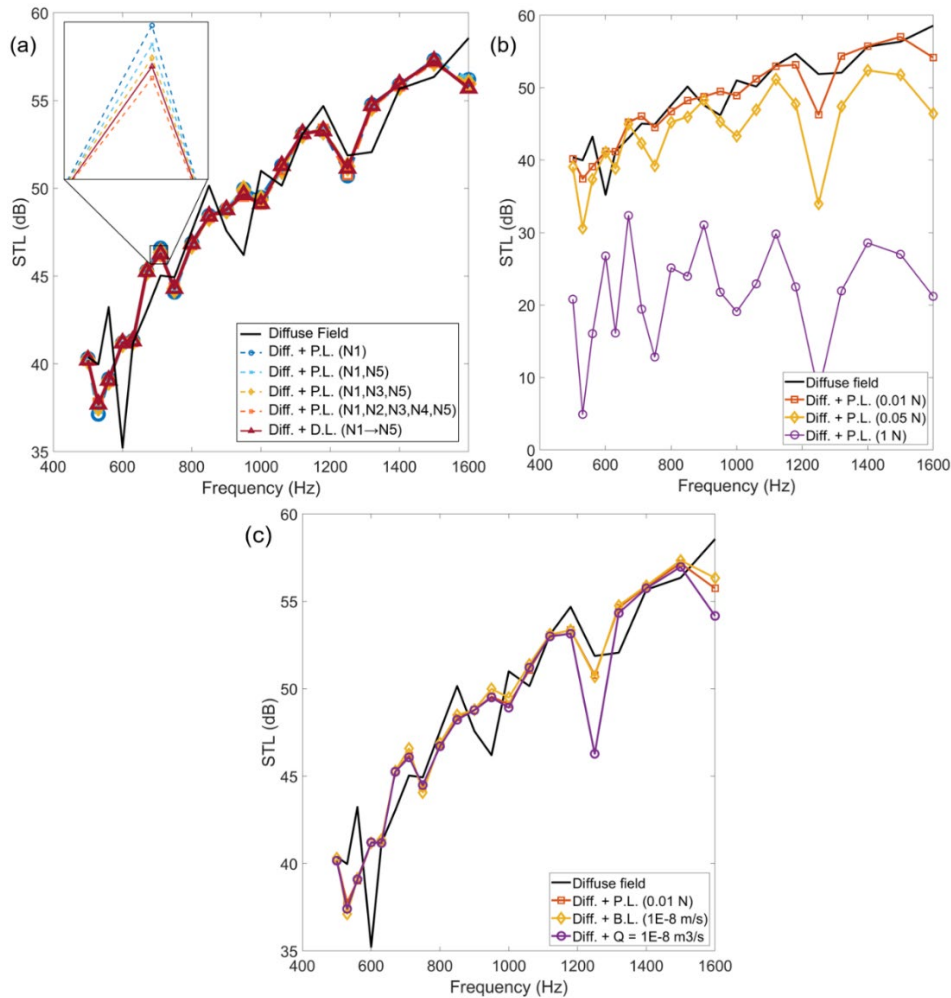 (a)
60
55
50
45
40
35
STL (dB)
400 600 800 1000 1200 1400 1600
Frequency (Hz)
Diffuse Field
Diff. + P.L. (N1)
Diff. + P.L. (N1,N5)
Diff. + P.L. (N1,N3,N5)
Diff. + P.L. (N1,N2,N3,N4,N5)
Diff. + D.L. (N1→N5)
(b)
60
50
40
30
20
10
0
STL (dB)
400 600 800 1000 1200 1400 1600
Frequency (Hz)
Diffuse field
Diff. + P.L. (0.01 N)
Diff. + P.L. (0.05 N)
Diff. + P.L. (1 N)
(c)
60
55
50
45
40
35
STL (dB)
400 600 800 1000 1200 1400 1600
Frequency (Hz)
Diffuse field
Diff. + P.L. (0.01 N)
Diff. + B.L. (1E-8 m/s)
Diff. + Q = 1E-8 m3/s